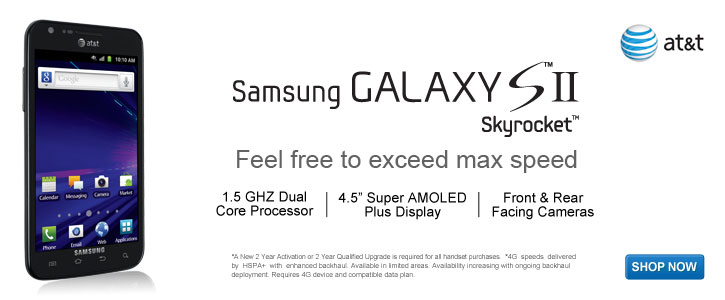 at&t
10:10 AM
Google
Calendar Messaging Camera Market
Phone Email Web Applications
SAMSUNG
at&t
Samsung GALAXY S™ II
Skyrocket™
Feel free to exceed max speed
1.5 GHZ Dual
Core Processor
4.5" Super AMOLED
Plus Display
Front & Rear
Facing Cameras
*A New 2 Year Activation or 2 Year Qualified Upgrade is required for all handset purchases. *4G speeds delivered
by HSPA+ with enhanced backhaul. Available in limited areas. Availability increasing with ongoing backhaul
deployment. Requires 4G device and compatible data plan.
SHOP NOW